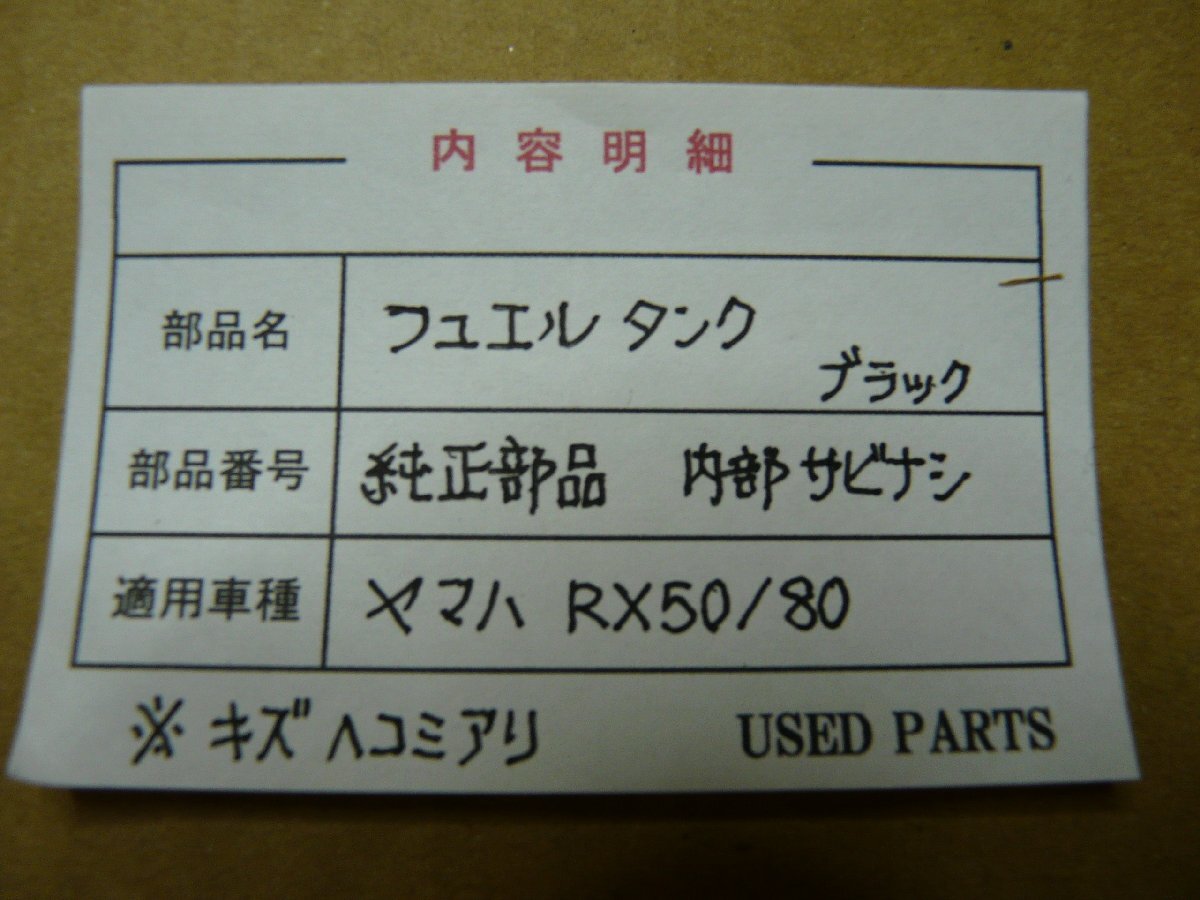 内容明細
部品名 フュエル タンク
ブラック
部品番号 純正部品 内部サビナシ
適用車種 ヤマハ RX50/80
※ キズ ヘコミアリ USED PARTS